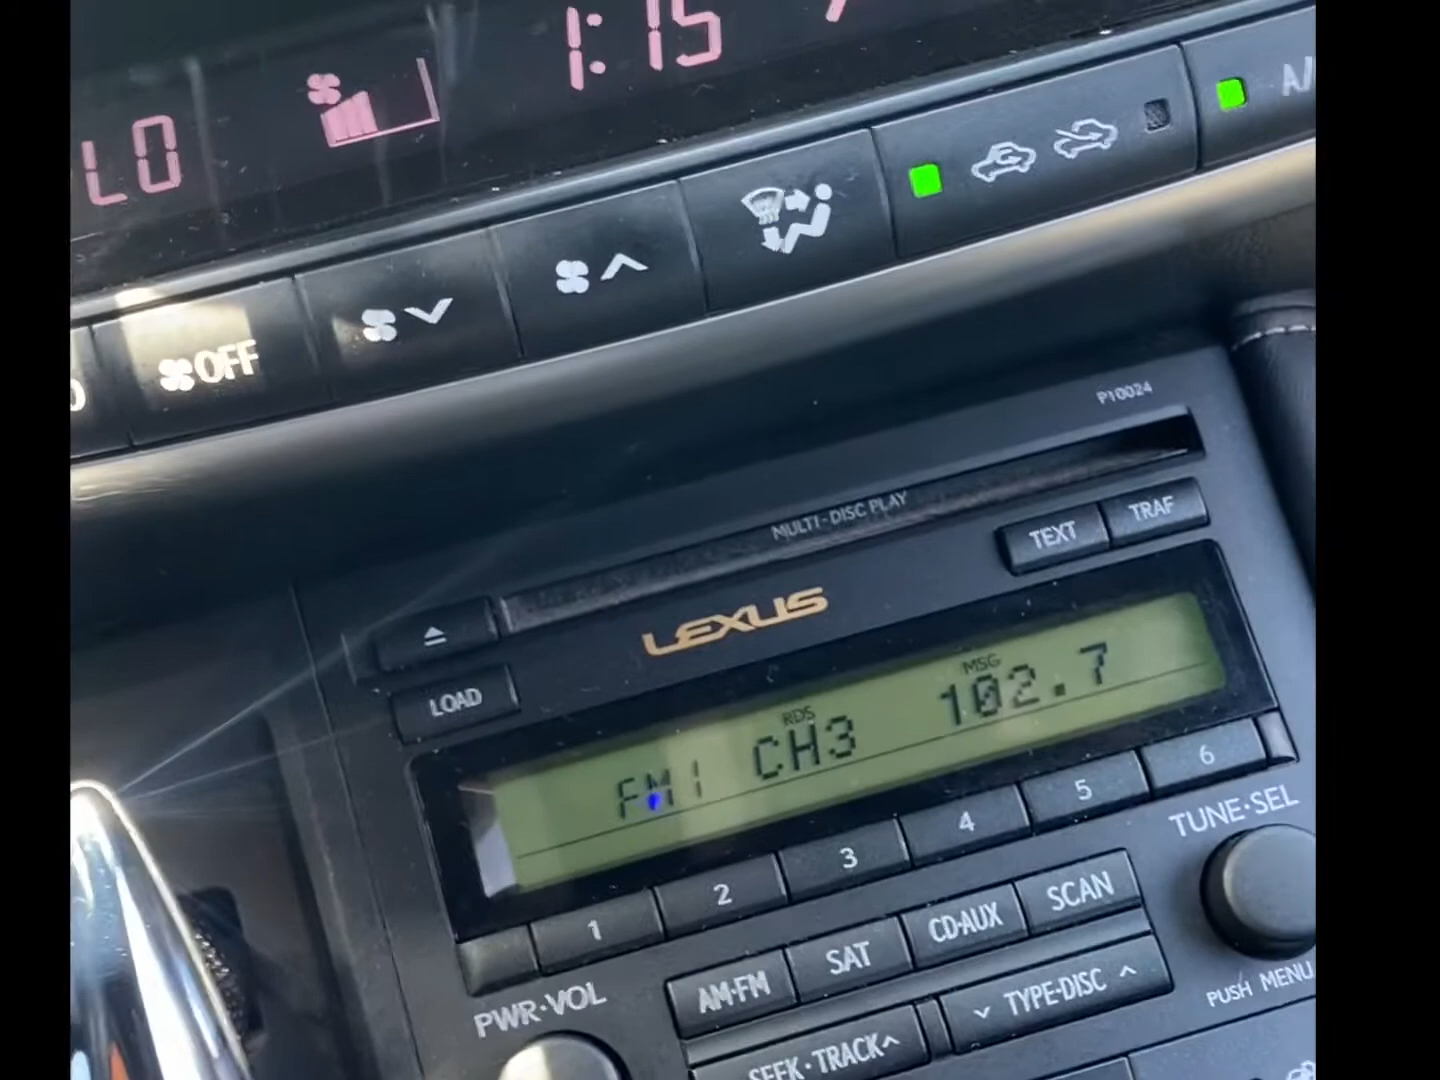 1:15
LO
A/
OFF
P10024
MULTI-DISC PLAY
TEXT
TRAF
LEXUS
LOAD
MSG
RDS
FM1 CH3 102.7
1 2 3 4 5 6
TUNE·SEL
AM·FM SAT CD·AUX SCAN
PWR·VOL
TYPE·DISC
PUSH MENU
SEEK·TRACK